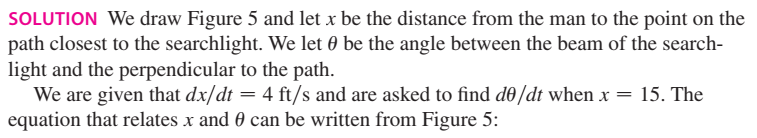 SOLUTION We draw Figure 5 and let x be the distance from the man to the point on the
path closest to the searchlight. We let θ be the angle between the beam of the search-
light and the perpendicular to the path.
We are given that dx/dt = 4 ft/s and are asked to find dθ/dt when x = 15. The
equation that relates x and θ can be written from Figure 5: